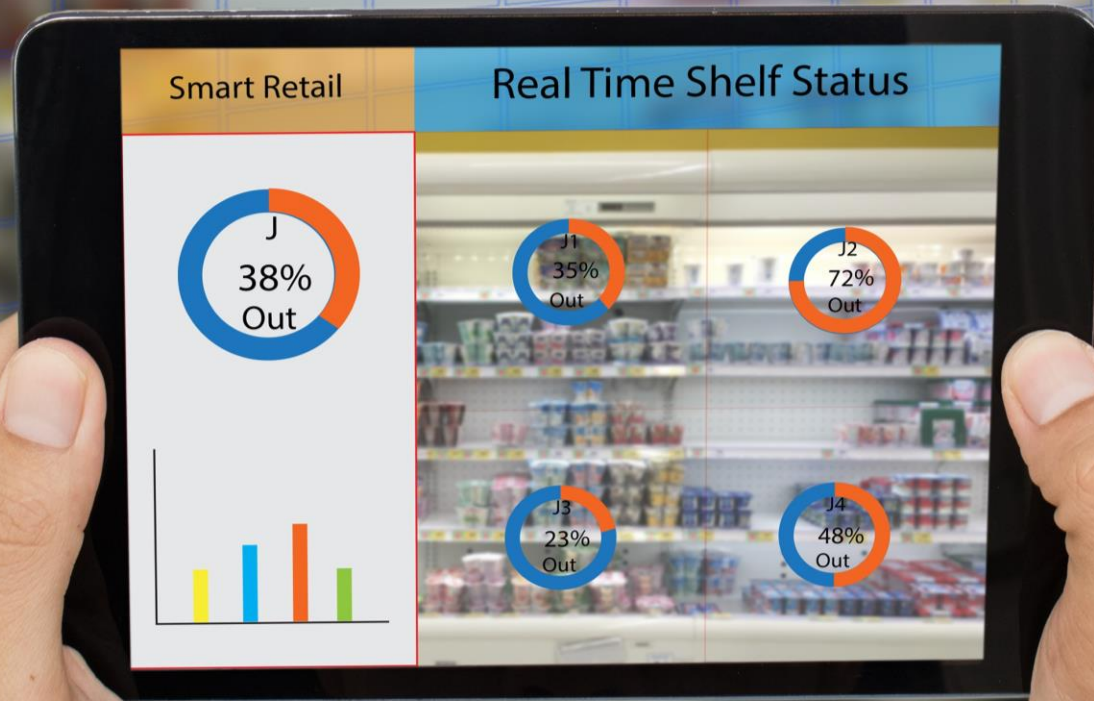 Smart Retail
Real Time Shelf Status
J
38%
Out
J1
35%
Out
J2
72%
Out
J3
23%
Out
J4
48%
Out